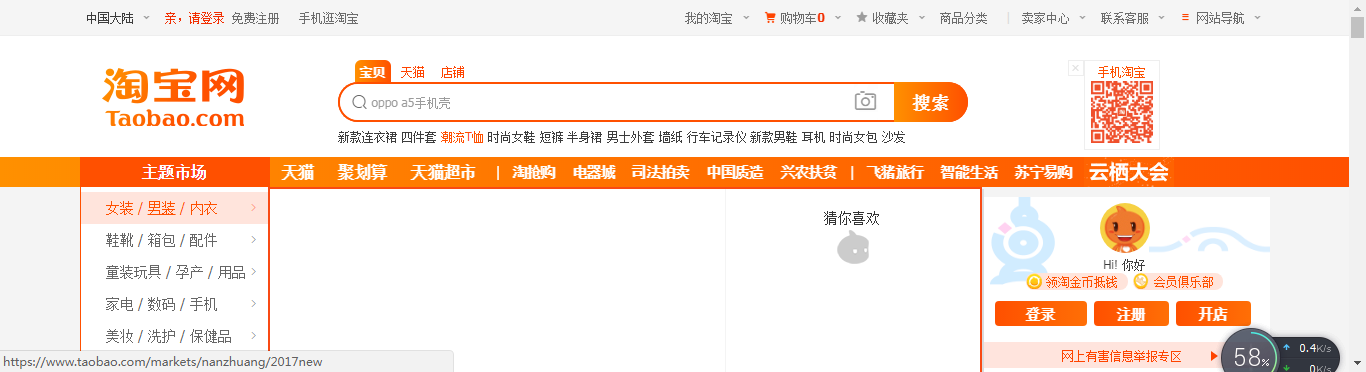 中国大陆 亲，请登录 免费注册 手机逛淘宝 我的淘宝 购物车0 收藏夹 商品分类 | 卖家中心 联系客服 网站导航
宝贝 天猫 店铺 手机淘宝
淘宝网
Taobao.com
oppo a5手机壳 搜索
新款连衣裙 四件套 潮流T恤 时尚女鞋 短裤 半身裙 男士外套 墙纸 行车记录仪 新款男鞋 耳机 时尚女包 沙发
主题市场 天猫 聚划算 天猫超市 | 淘抢购 电器城 司法拍卖 中国质造 兴农扶贫 | 飞猪旅行 智能生活 苏宁易购 云栖大会
女装 / 男装 / 内衣 >
鞋靴 / 箱包 / 配件 >
童装玩具 / 孕产 / 用品 >
家电 / 数码 / 手机 >
美妆 / 洗护 / 保健品 >
猜你喜欢
Hi! 你好
领淘金币抵钱 会员俱乐部
登录 注册 开店
网上有害信息举报专区
https://www.taobao.com/markets/nanzhuang/2017new
58%
0.4K/s
0K/s